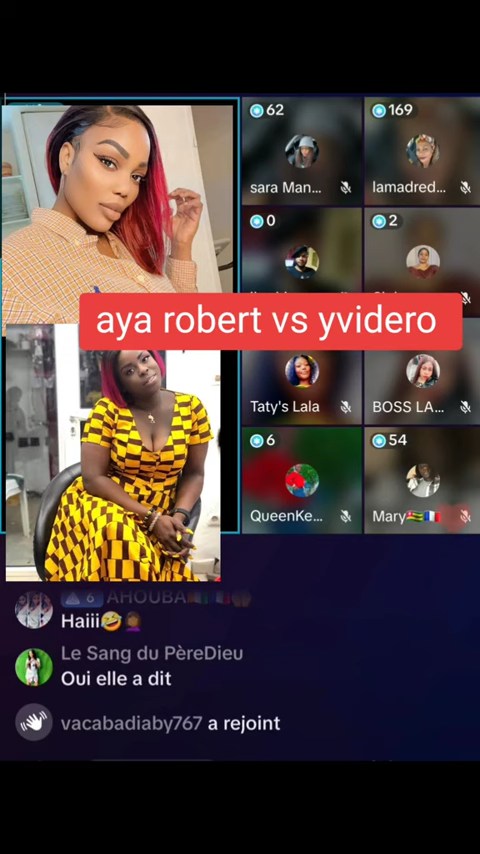 62
169
sara Man...
lamadred...
0
2
aya robert vs yvidero
Taty's Lala
BOSS LA...
6
54
QueenKe...
Mary🇹🇬🇫🇷
6 AHOUBA
Haiii🤣🤦🏾‍♀️
Le Sang du PèreDieu
Oui elle a dit
vacabadiaby767 a rejoint